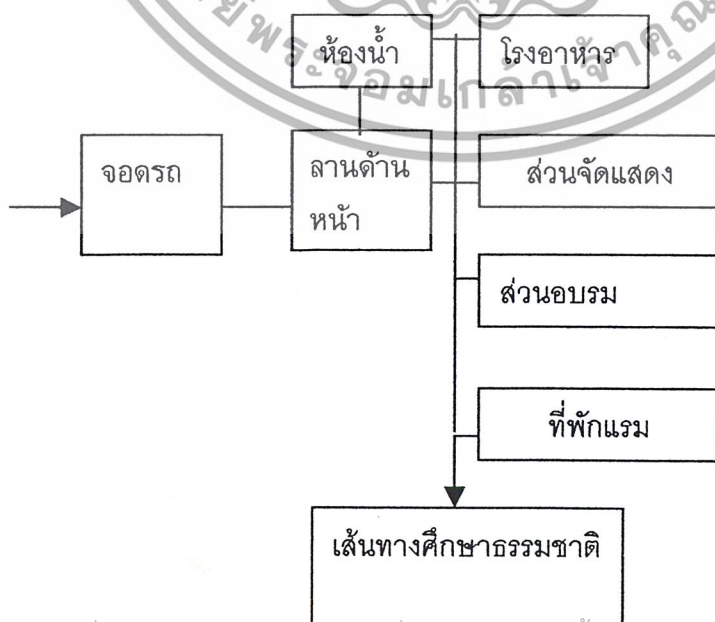 ห้องน้ำ
โรงอาหาร
จอดรถ
ลานด้าน
หน้า
ส่วนจัดแสดง
ส่วนอบรม
ที่พักแรม
เส้นทางศึกษาธรรมชาติ